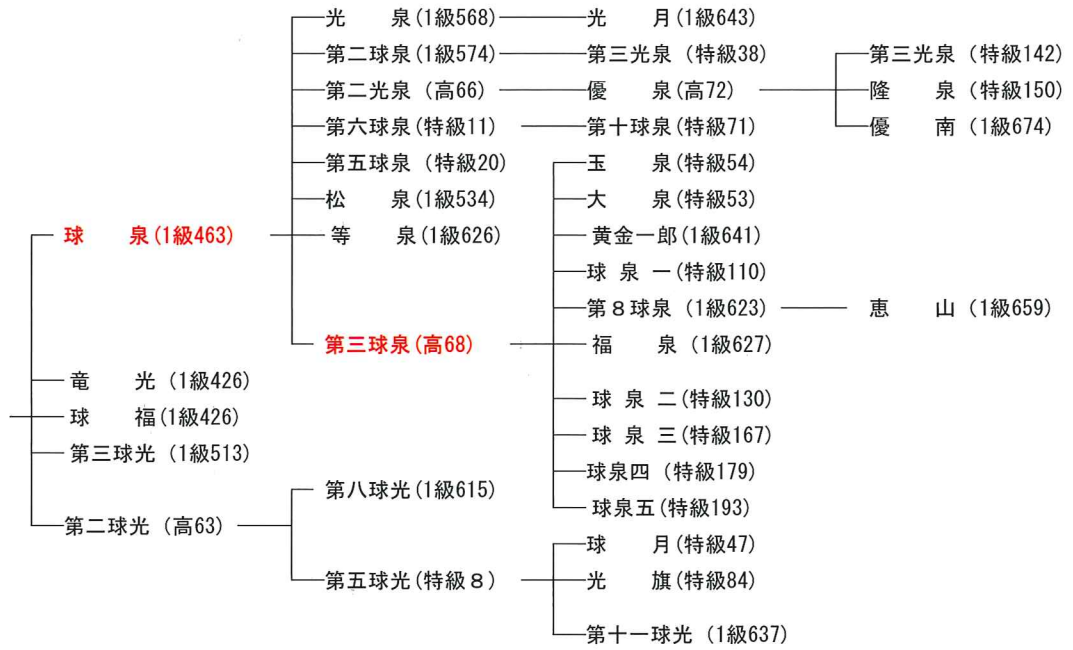 光　　泉(1級568) 光　　月(1級643)
第二球泉(1級574) 第三光泉 (特級38) 第三光泉 (特級142)
第二光泉 (高66) 優　　泉(高72) 隆　　泉(特級150)
第六球泉(特級11) 第十球泉(特級71) 優　　南 (1級674)
第五球泉 (特級20) 玉　　泉(特級54)
松　　泉(1級534) 大　　泉(特級53)
球　　泉(1級463) 等　　泉(1級626) 黄金一郎(1級641)
球 泉 一(特級110)
第8球泉 (1級623) 恵　　山 (1級659)
第三球泉(高68) 福　　泉 (1級627)
竜　　光 (1級426) 球 泉 二(特級130)
球　　福(1級426) 球 泉 三(特級167)
第三球光 (1級513) 球泉四 (特級179)
第八球光(1級615) 球泉五(特級193)
第二球光 (高63) 球　　月(特級47)
第五球光(特級8) 光　　旗(特級84)
第十一球光 (1級637)